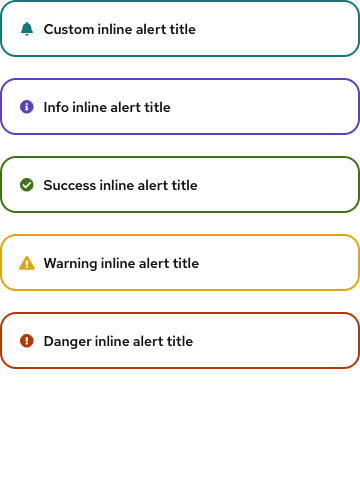 Custom inline alert title
Info inline alert title
Success inline alert title
Warning inline alert title
Danger inline alert title